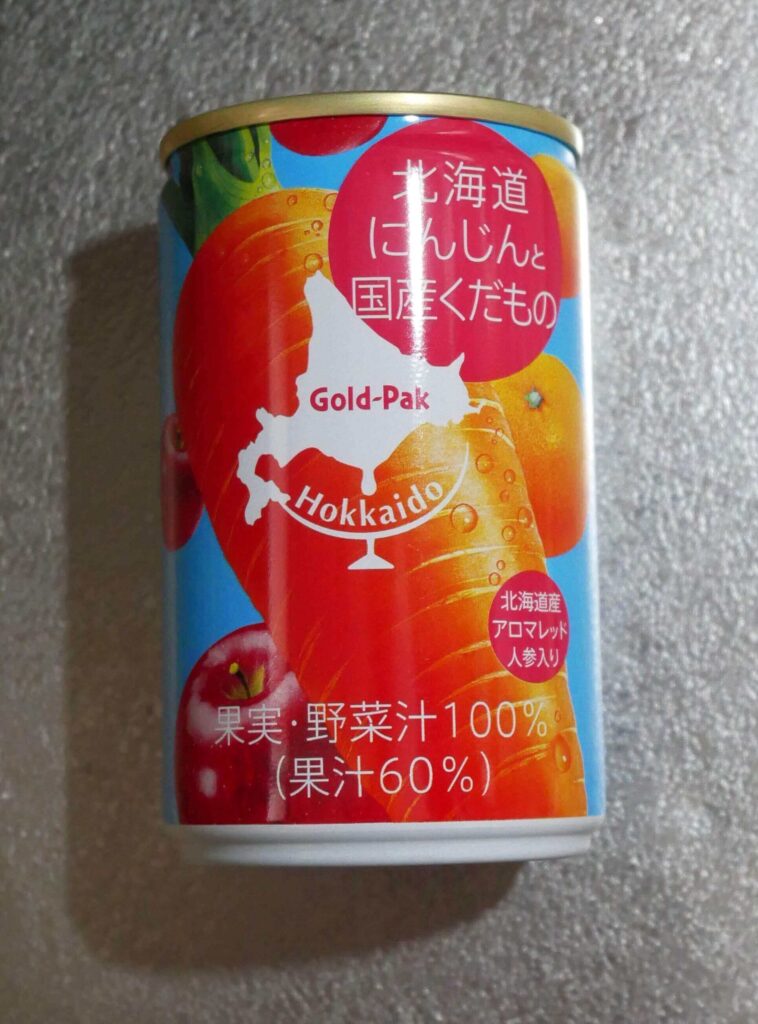 北海道
にんじんと
国産くだもの
Gold-Pak
Hokkaido
北海道産
アロマレッド
人参入り
果実・野菜汁100%
(果汁60%)